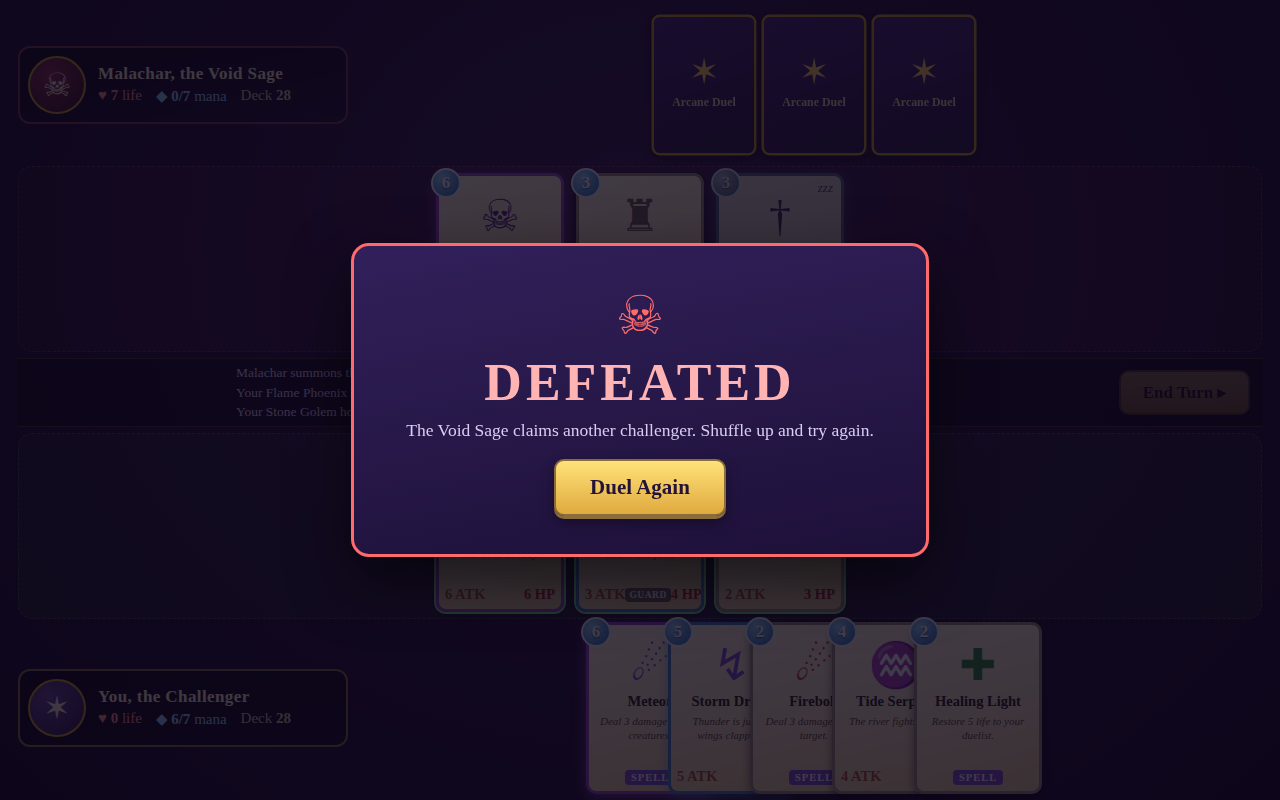 Malachar, the Void Sage
♥ 7 life ◆ 0/7 mana Deck 28
Arcane Duel
Arcane Duel
Arcane Duel
6
3
3
zzz
DEFEATED
The Void Sage claims another challenger. Shuffle up and try again.
Duel Again
Malachar summons
Your Flame Phoenix
Your Stone Golem
End Turn ▸
6 ATK 6 HP
3 ATK GUARD 4 HP
2 ATK 3 HP
You, the Challenger
♥ 0 life ◆ 6/7 mana Deck 28
6
Meteor
Deal 3 damage
creatures
SPELL
5
Storm
Thunder is
wings
5 ATK
2
Firebol
Deal 3 damage
target.
SPELL
4
Tide Serp
The river fights
4 ATK
2
Healing Light
Restore 5 life to your
duelist.
SPELL